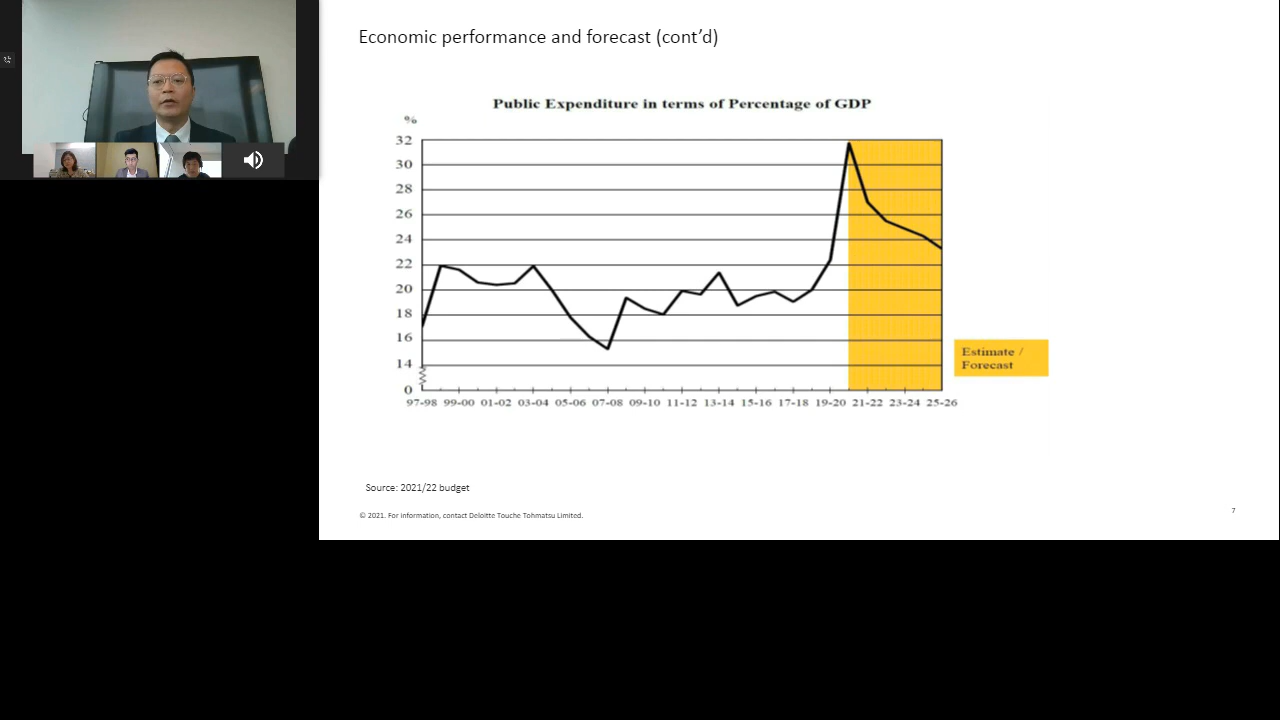 Economic performance and forecast (cont'd)
Public Expenditure in terms of Percentage of GDP
%
32
30
28
26
24
22
20
18
16
14
0
97-98 99-00 01-02 03-04 05-06 07-08 09-10 11-12 13-14 15-16 17-18 19-20 21-22 23-24 25-26
Estimate /
Forecast
Source: 2021/22 budget
© 2021. For information, contact Deloitte Touche Tohmatsu Limited.
7